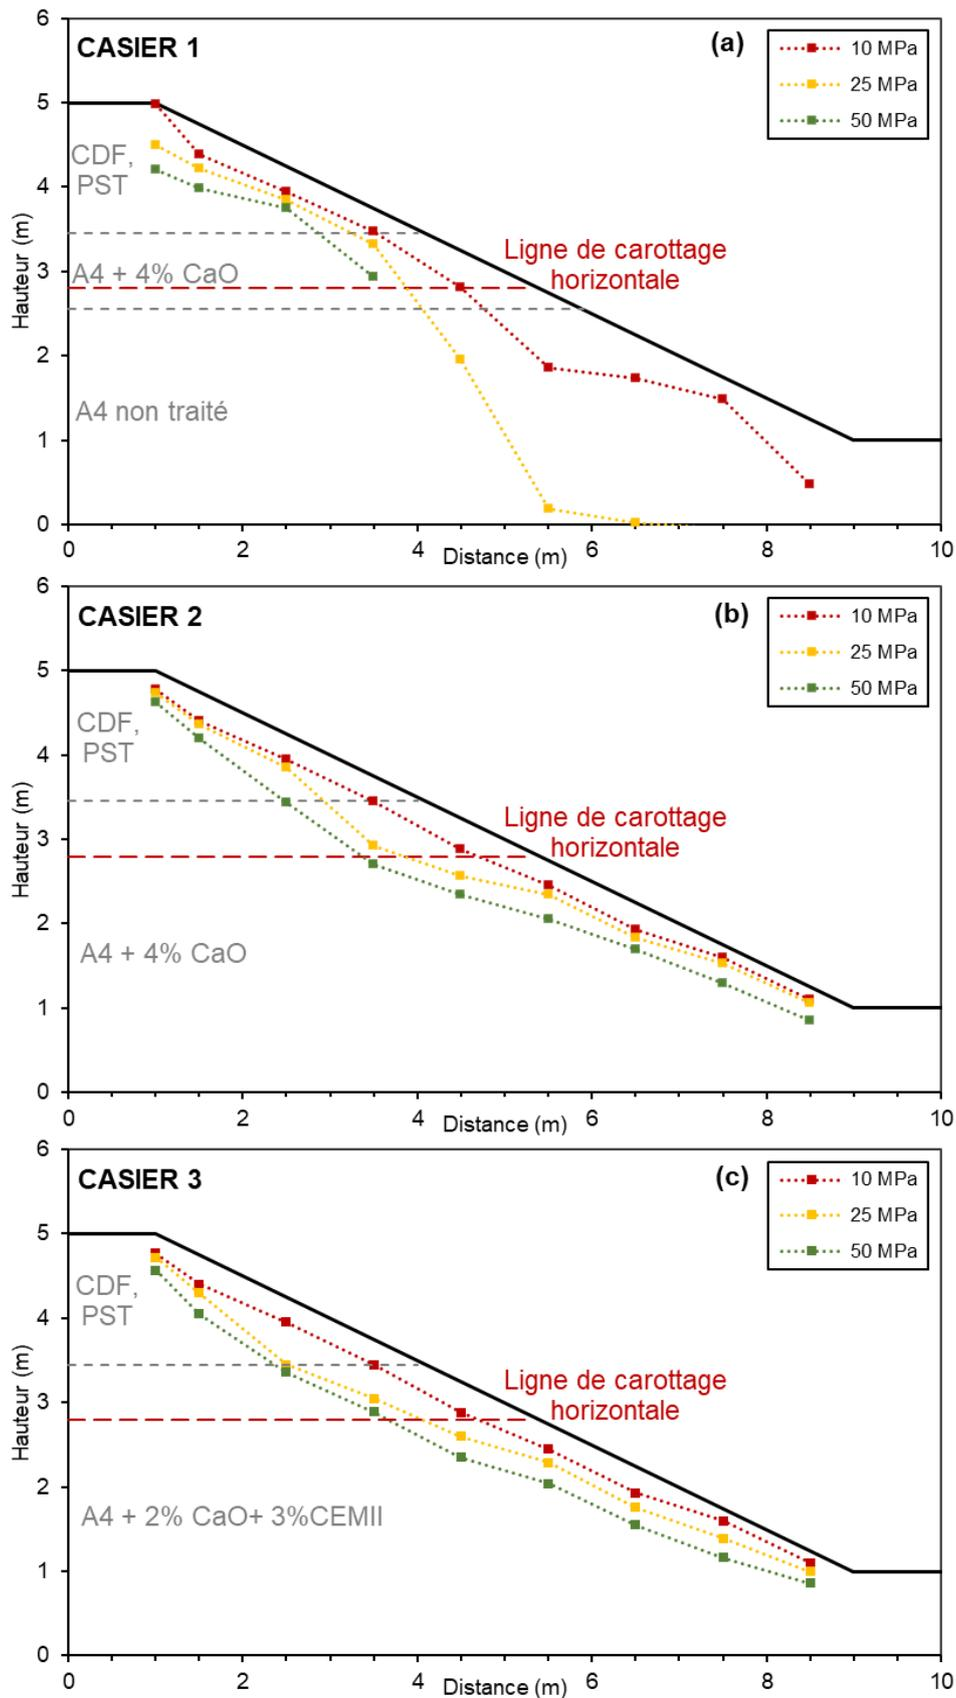 CASIER 1
(a)
10 MPa
25 MPa
50 MPa
6
5
4
3
2
1
0
Hauteur (m)
CDF,
PST
A4 + 4% CaO
A4 non traité
Ligne de carottage
horizontale
0
2
4
6
8
10
Distance (m)
CASIER 2
(b)
10 MPa
25 MPa
50 MPa
6
5
4
3
2
1
0
Hauteur (m)
CDF,
PST
A4 + 4% CaO
Ligne de carottage
horizontale
0
2
4
6
8
10
Distance (m)
CASIER 3
(c)
10 MPa
25 MPa
50 MPa
6
5
4
3
2
1
0
Hauteur (m)
CDF,
PST
A4 + 2% CaO+ 3%CEMII
Ligne de carottage
horizontale
0
2
4
6
8
10
Distance (m)